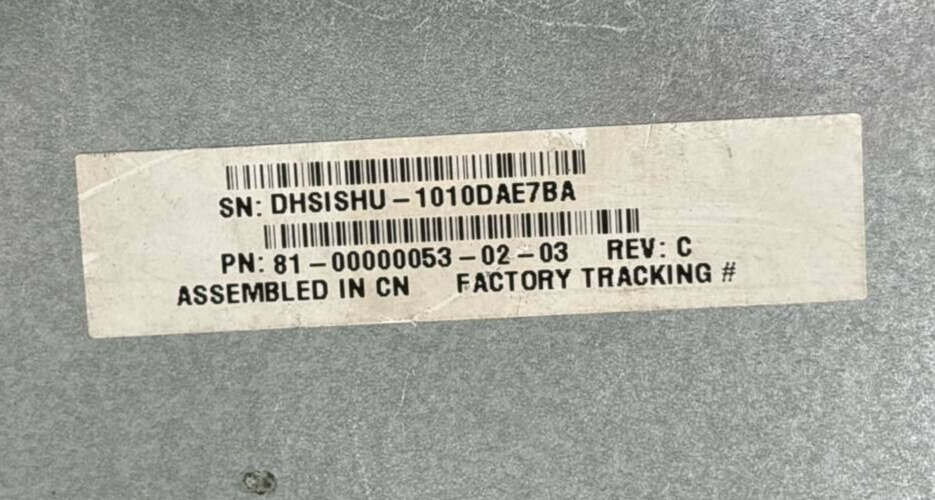 SN: DHSISHU-1010DAE7BA
PN: 81-00000053-02-03 REV: C
ASSEMBLED IN CN FACTORY TRACKING #